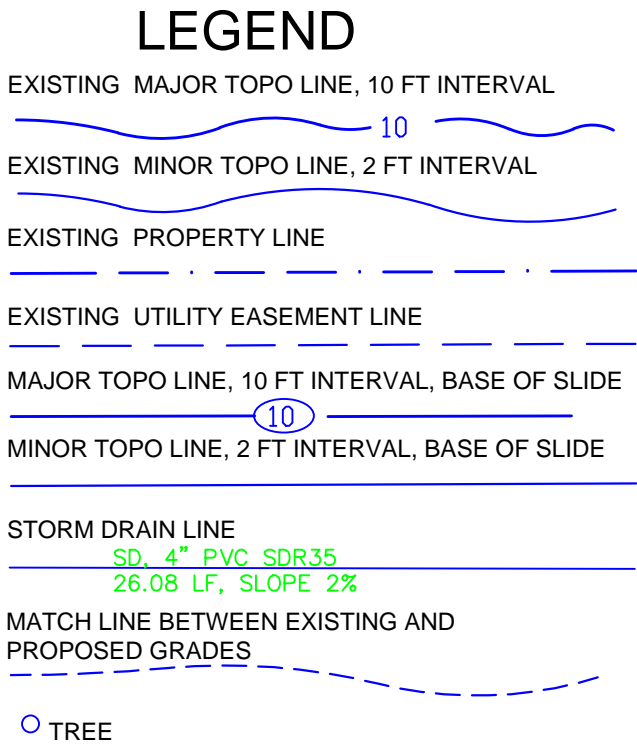 LEGEND
EXISTING MAJOR TOPO LINE, 10 FT INTERVAL
10
EXISTING MINOR TOPO LINE, 2 FT INTERVAL
EXISTING PROPERTY LINE
EXISTING UTILITY EASEMENT LINE
MAJOR TOPO LINE, 10 FT INTERVAL, BASE OF SLIDE
10
MINOR TOPO LINE, 2 FT INTERVAL, BASE OF SLIDE
STORM DRAIN LINE
SD, 4” PVC SDR35
26.08 LF, SLOPE 2%
MATCH LINE BETWEEN EXISTING AND
PROPOSED GRADES
TREE